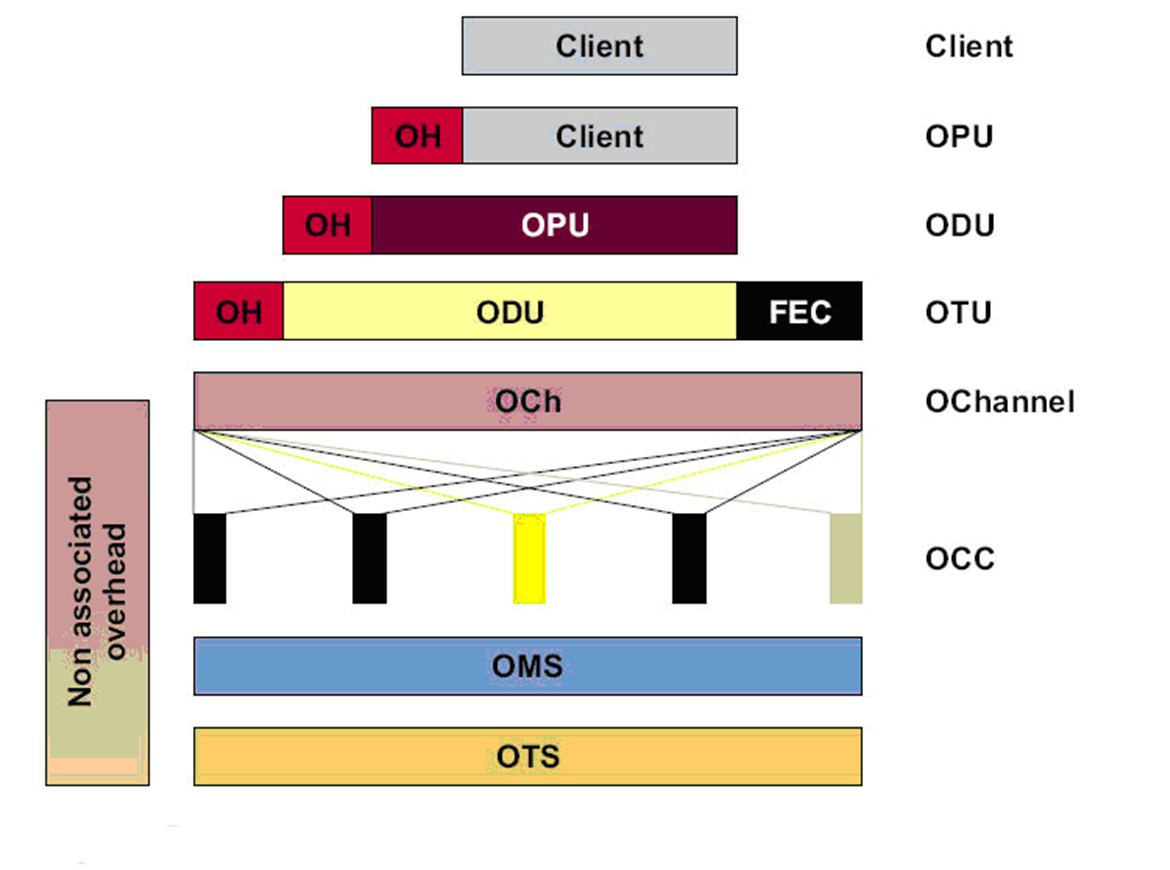 Client Client
OH Client OPU
OH OPU ODU
OH ODU FEC OTU
OCh OChannel
Non associated
overhead
OCC
OMS
OTS